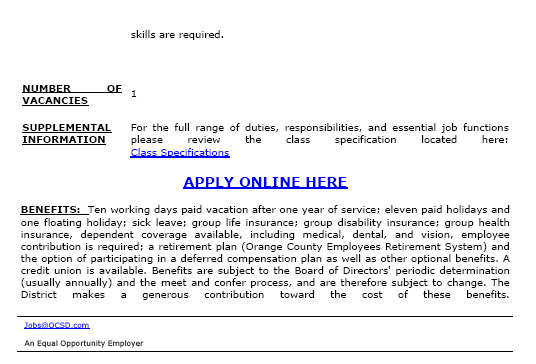 skills are required.
NUMBER OF
VACANCIES
1
SUPPLEMENTAL
INFORMATION
For the full range of duties, responsibilities, and essential job functions
please review the class specification located here:
Class Specifications
APPLY ONLINE HERE
BENEFITS: Ten working days paid vacation after one year of service; eleven paid holidays and
one floating holiday; sick leave; group life insurance; group disability insurance; group health
insurance, dependent coverage available, including medical, dental, and vision, employee
contribution is required; a retirement plan (Orange County Employees Retirement System) and
the option of participating in a deferred compensation plan as well as other optional benefits. A
credit union is available. Benefits are subject to the Board of Directors' periodic determination
(usually annually) and the meet and confer process, and are therefore subject to change. The
District makes a generous contribution toward the cost of these benefits.
Jobs@OCSD.com
An Equal Opportunity Employer